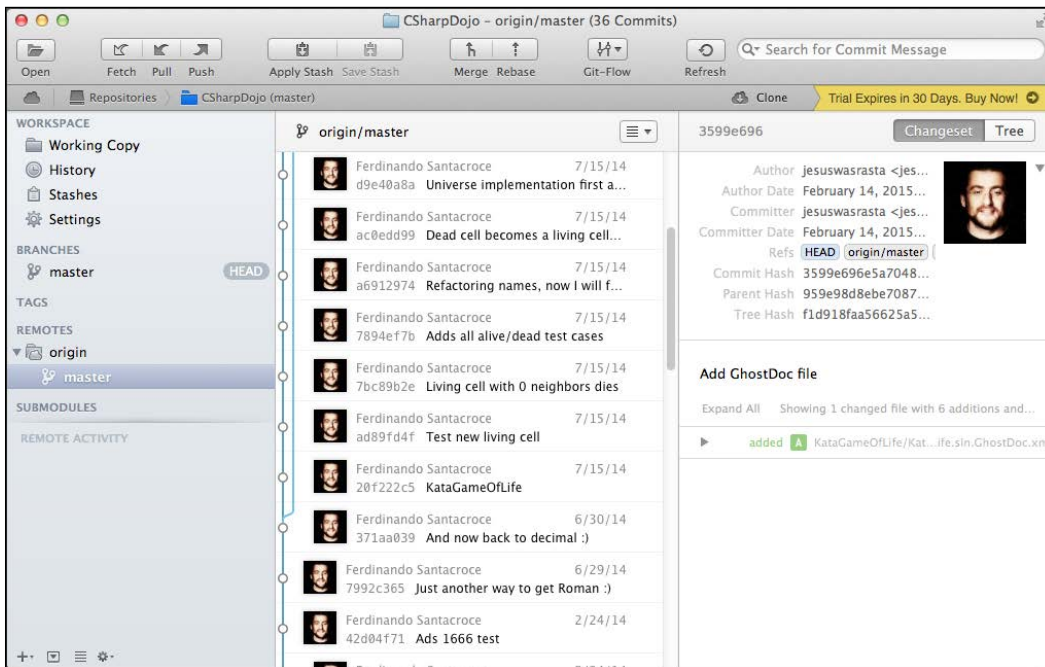 CSharpDojo – origin/master (36 Commits)
Open Fetch Pull Push Apply Stash Save Stash Merge Rebase Git-Flow Refresh Search for Commit Message
Repositories CSharpDojo (master) Clone Trial Expires in 30 Days. Buy Now!
WORKSPACE
Working Copy
History
Stashes
Settings
BRANCHES
master HEAD
TAGS
REMOTES
origin
master
SUBMODULES
REMOTE ACTIVITY
origin/master
Ferdinando Santacroce 7/15/14
d9e40a8a Universe implementation first a...
Ferdinando Santacroce 7/15/14
ac0edd99 Dead cell becomes a living cell...
Ferdinando Santacroce 7/15/14
a6912974 Refactoring names, now I will f...
Ferdinando Santacroce 7/15/14
7894ef7b Adds all alive/dead test cases
Ferdinando Santacroce 7/15/14
7bc89b2e Living cell with 0 neighbors dies
Ferdinando Santacroce 7/15/14
ad89fd4f Test new living cell
Ferdinando Santacroce 7/15/14
20f222c5 KataGameOfLife
Ferdinando Santacroce 6/30/14
371aa039 And now back to decimal :)
Ferdinando Santacroce 6/29/14
7992c365 Just another way to get Roman :)
Ferdinando Santacroce 2/24/14
42d04f71 Ads 1666 test
3599e696 Changeset Tree
Author jesuswasrasta <jes...
Author Date February 14, 2015...
Committer jesuswasrasta <jes...
Committer Date February 14, 2015...
Refs HEAD origin/master
Commit Hash 3599e696e5a7048...
Parent Hash 959e98d8ebe7087...
Tree Hash f1d918faa56625a5...
Add GhostDoc file
Expand All Showing 1 changed file with 6 additions and...
added A KataGameOfLife/Kat...ife.sln.GhostDoc.xm